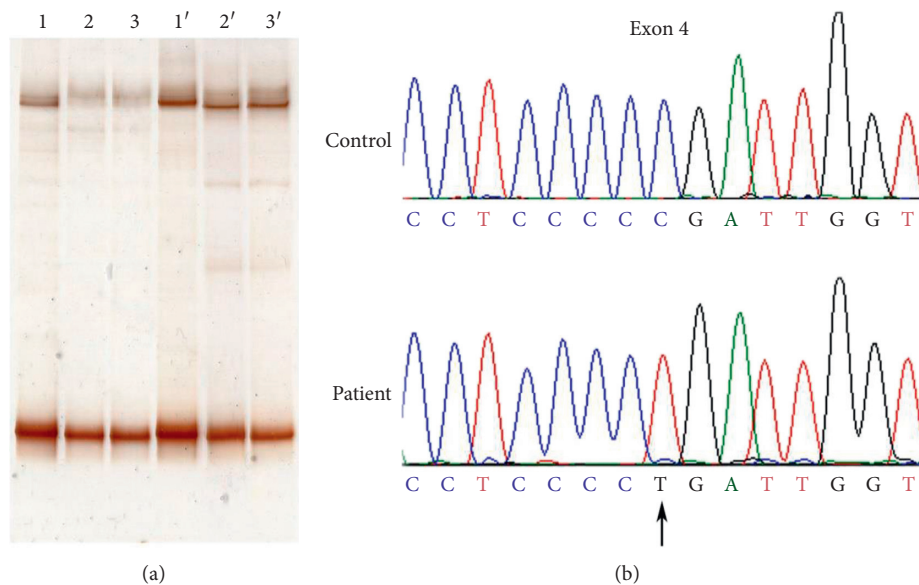 1 2 3 1′ 2′ 3′
(a)
Exon 4
Control
C C T C C C C C G A T T G G T
Patient
C C T C C C C T G A T T G G T
(b)